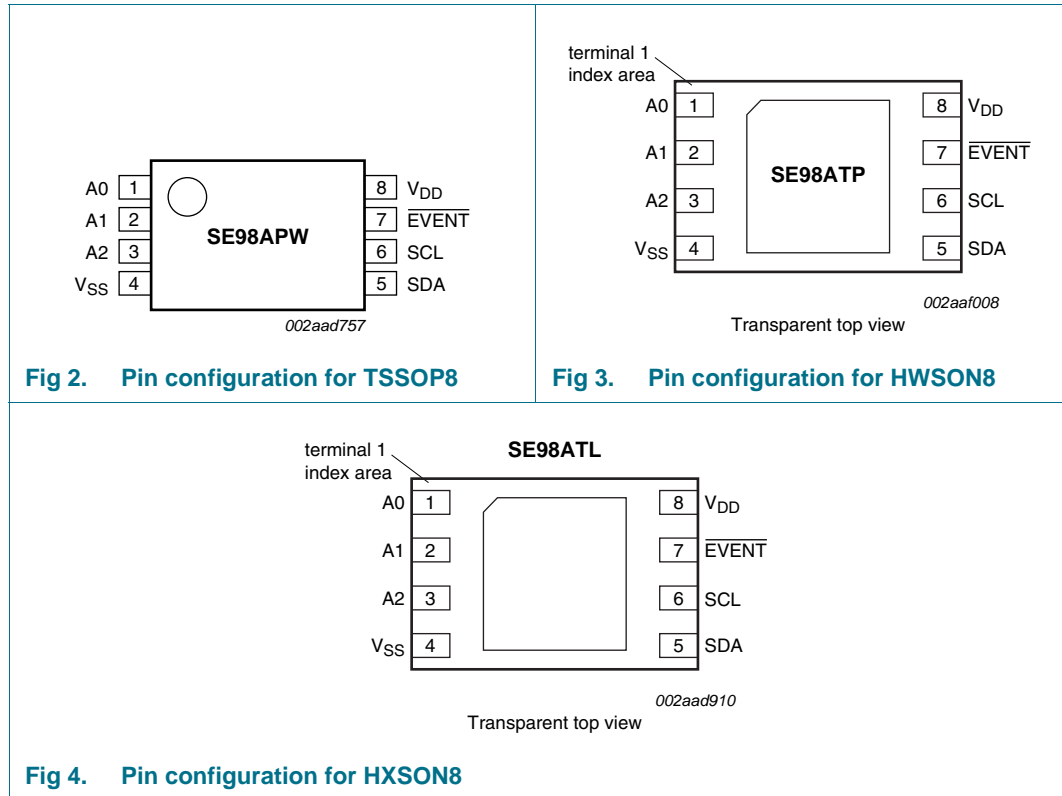 A0 1 8 VDD
A1 2 7 EVENT
A2 3 SE98APW 6 SCL
VSS 4 5 SDA
002aad757
Fig 2. Pin configuration for TSSOP8
terminal 1
index area
A0 1 8 VDD
A1 2 7 EVENT
SE98ATP
A2 3 6 SCL
VSS 4 5 SDA
002aaf008
Transparent top view
Fig 3. Pin configuration for HWSON8
terminal 1
index area
SE98ATL
A0 1 8 VDD
A1 2 7 EVENT
A2 3 6 SCL
VSS 4 5 SDA
002aad910
Transparent top view
Fig 4. Pin configuration for HXSON8